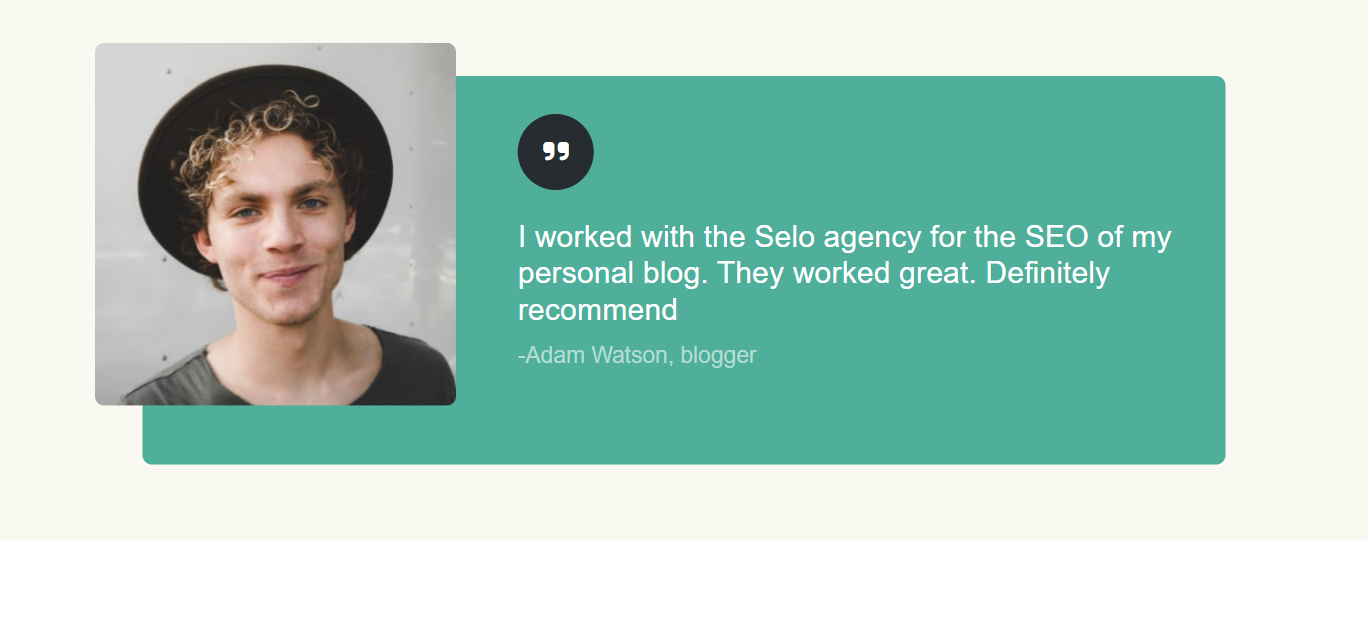 ❞
I worked with the Selo agency for the SEO of my
personal blog. They worked great. Definitely
recommend
-Adam Watson, blogger